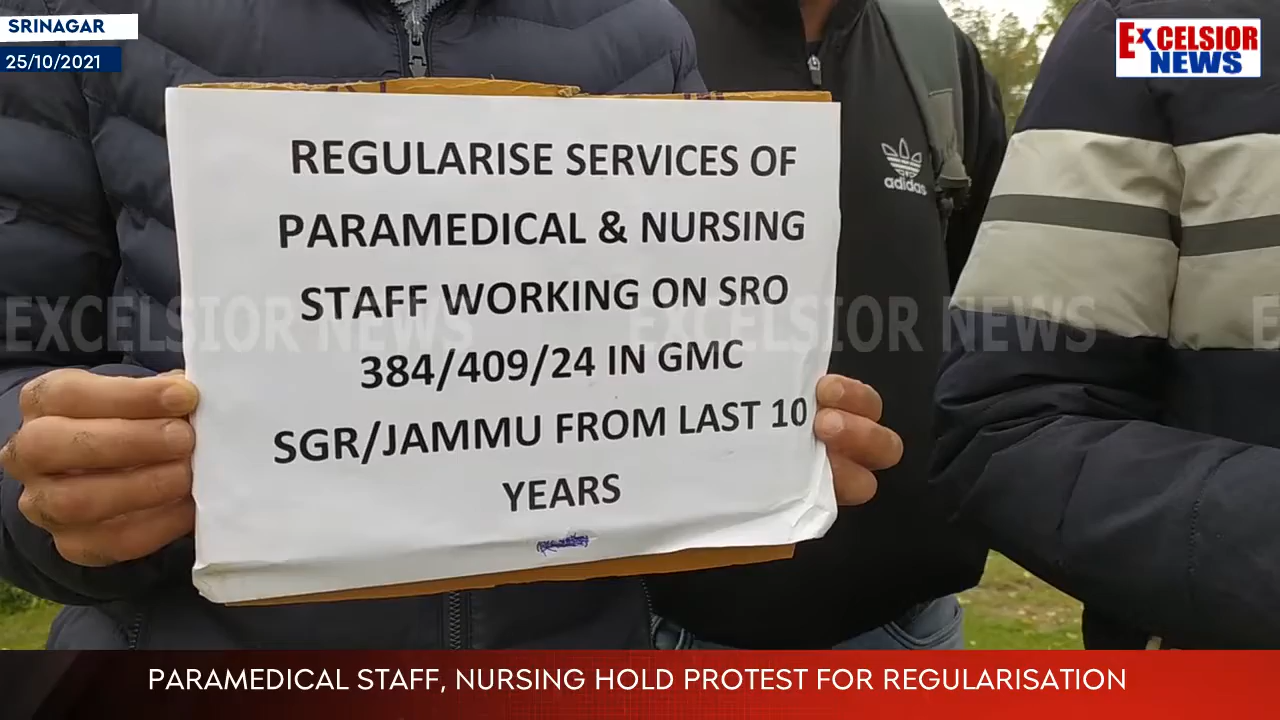 SRINAGAR
25/10/2021
EXCELSIOR
NEWS
adidas
REGULARISE SERVICES OF
PARAMEDICAL & NURSING
STAFF WORKING ON SRO
384/409/24 IN GMC
SGR/JAMMU FROM LAST 10
YEARS
EXCELSIOR NEWS
EXCELSIOR NEWS
E
PARAMEDICAL STAFF, NURSING HOLD PROTEST FOR REGULARISATION